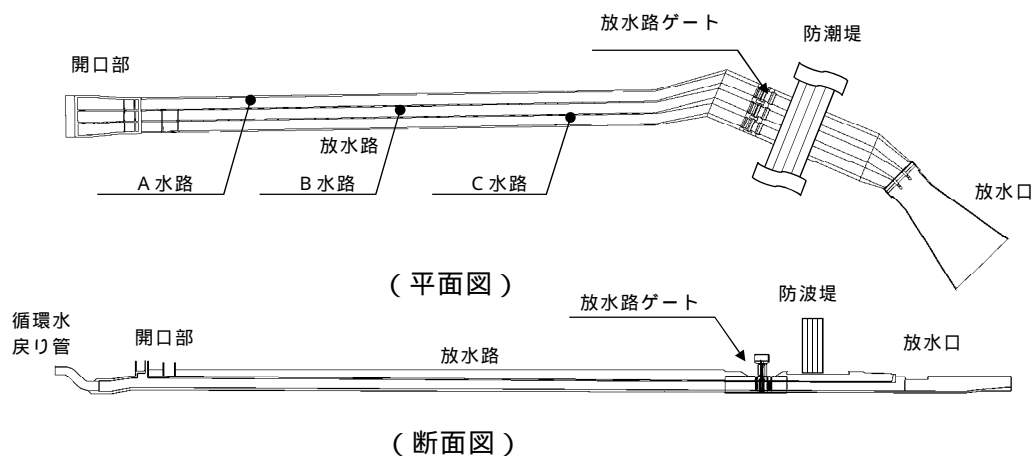 放水路ゲート
防潮堤
開口部
放水路
A水路
B水路
C水路
放水口
(平面図)
循環水
戻り管
開口部
放水路
放水路ゲート
防波堤
放水口
(断面図)